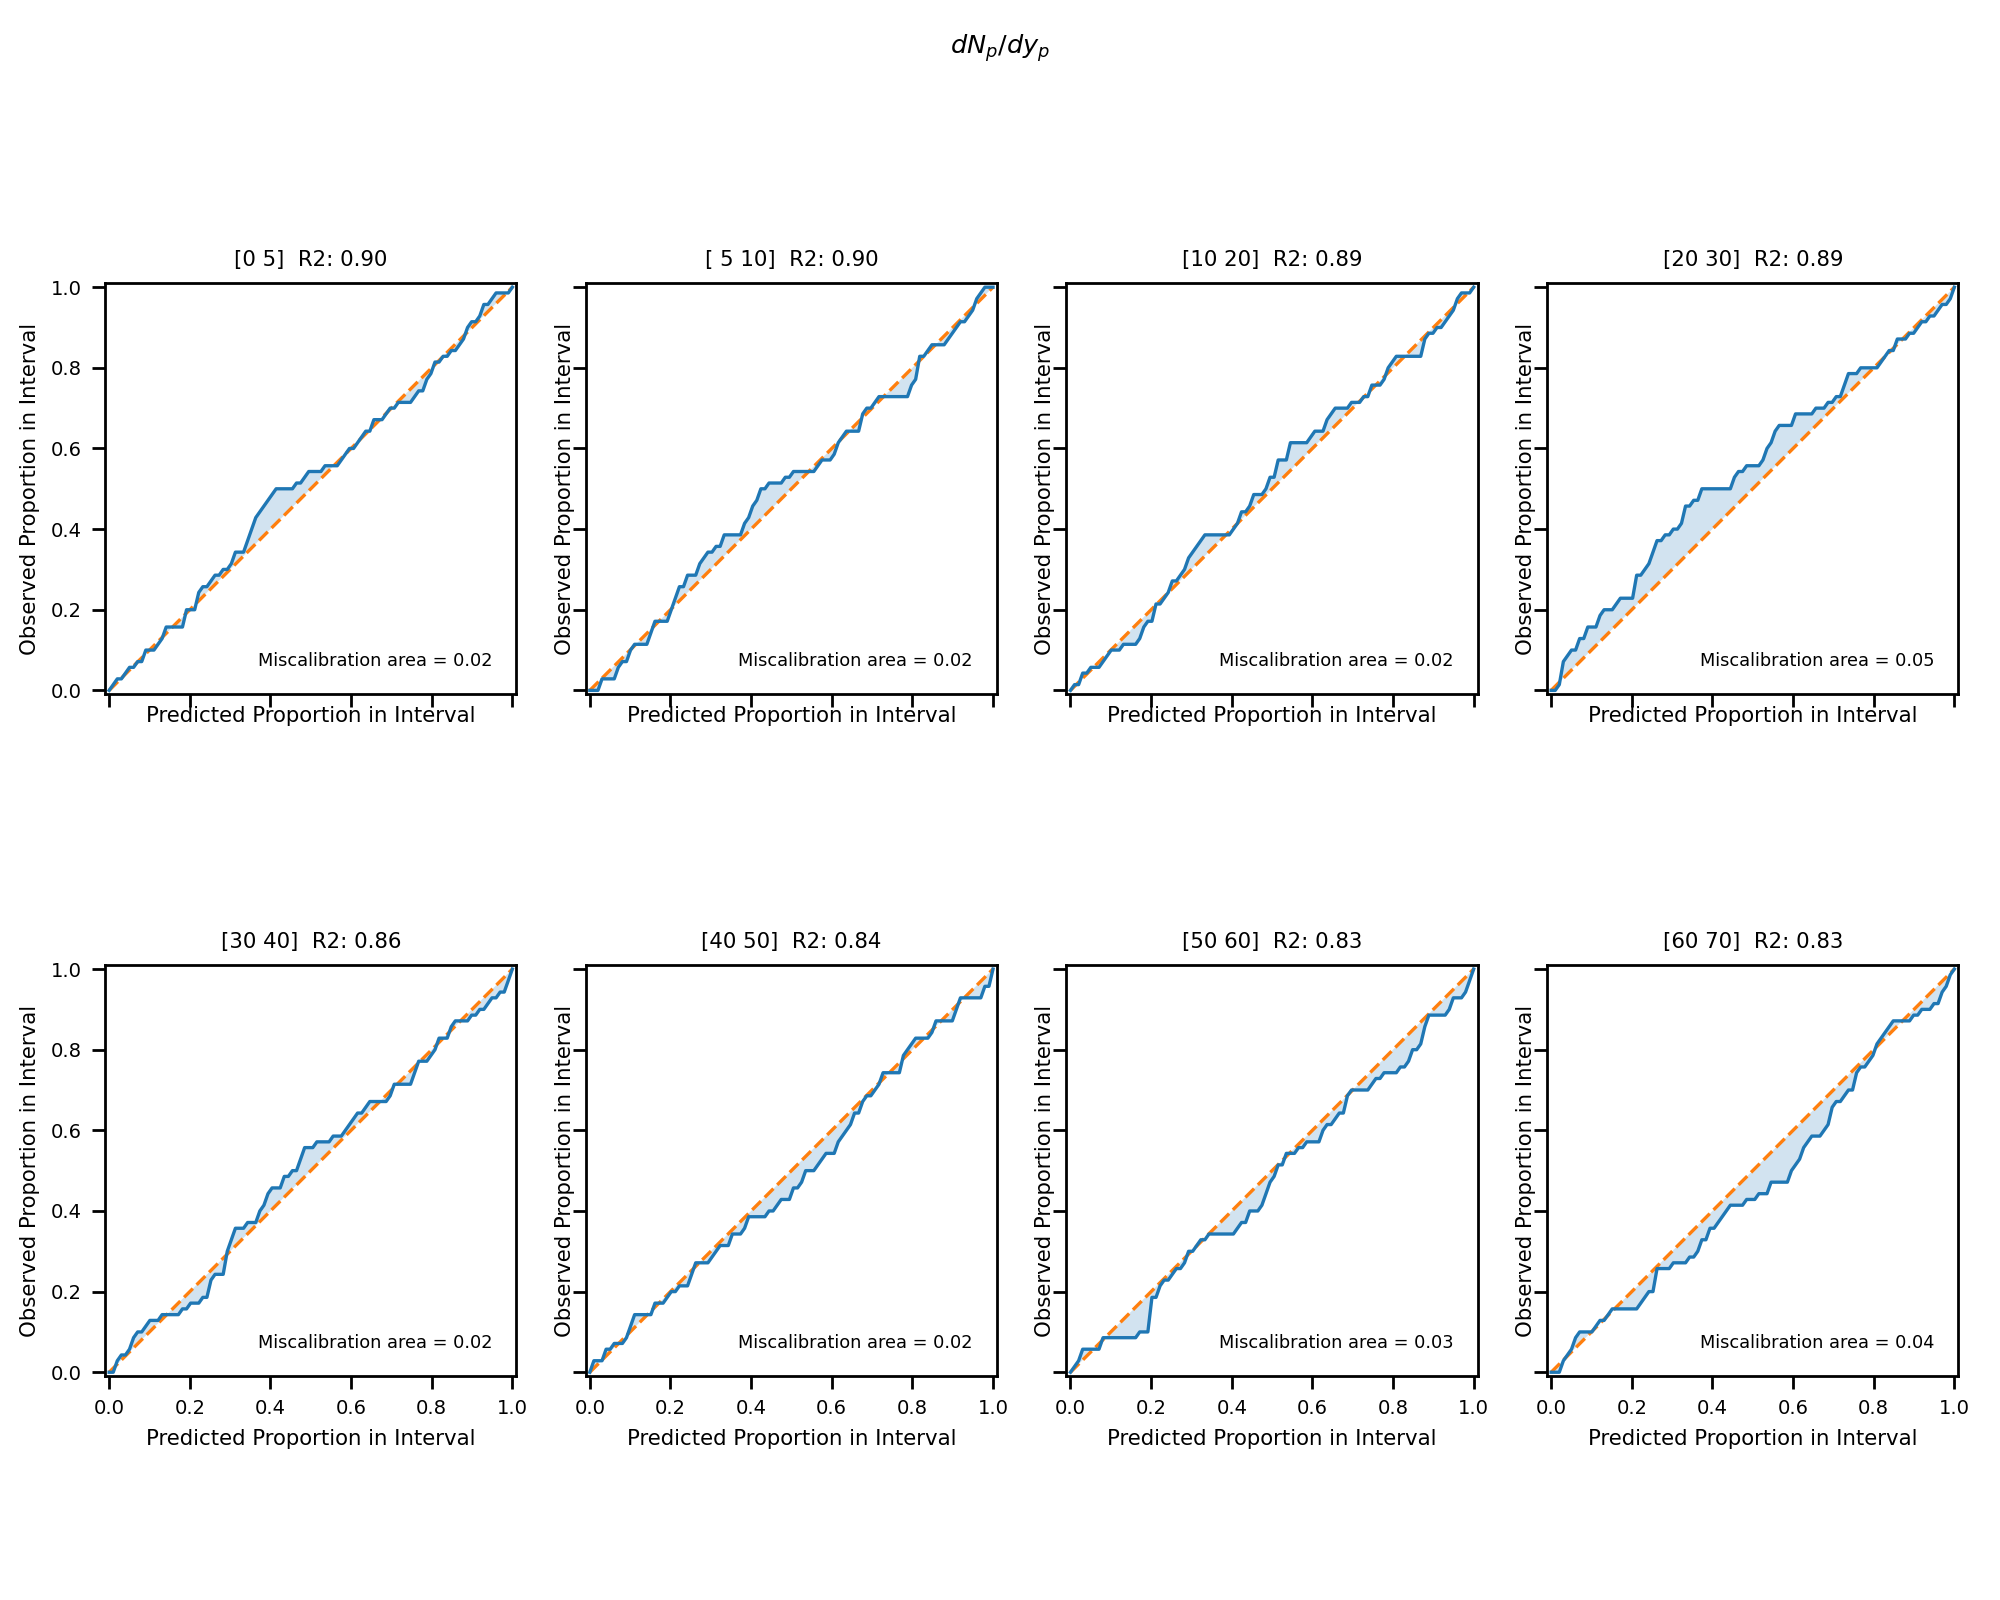 dNp/dyp
[0 5]  R2: 0.90
1.0
0.8
0.6
0.4
0.2
0.0
Observed Proportion in Interval
Miscalibration area = 0.02
Predicted Proportion in Interval
[ 5 10]  R2: 0.90
Observed Proportion in Interval
Miscalibration area = 0.02
Predicted Proportion in Interval
[10 20]  R2: 0.89
Observed Proportion in Interval
Miscalibration area = 0.02
Predicted Proportion in Interval
[20 30]  R2: 0.89
Observed Proportion in Interval
Miscalibration area = 0.05
Predicted Proportion in Interval
[30 40]  R2: 0.86
1.0
0.8
0.6
0.4
0.2
0.0
Observed Proportion in Interval
Miscalibration area = 0.02
0.0 0.2 0.4 0.6 0.8 1.0
Predicted Proportion in Interval
[40 50]  R2: 0.84
Observed Proportion in Interval
Miscalibration area = 0.02
0.0 0.2 0.4 0.6 0.8 1.0
Predicted Proportion in Interval
[50 60]  R2: 0.83
Observed Proportion in Interval
Miscalibration area = 0.03
0.0 0.2 0.4 0.6 0.8 1.0
Predicted Proportion in Interval
[60 70]  R2: 0.83
Observed Proportion in Interval
Miscalibration area = 0.04
0.0 0.2 0.4 0.6 0.8 1.0
Predicted Proportion in Interval